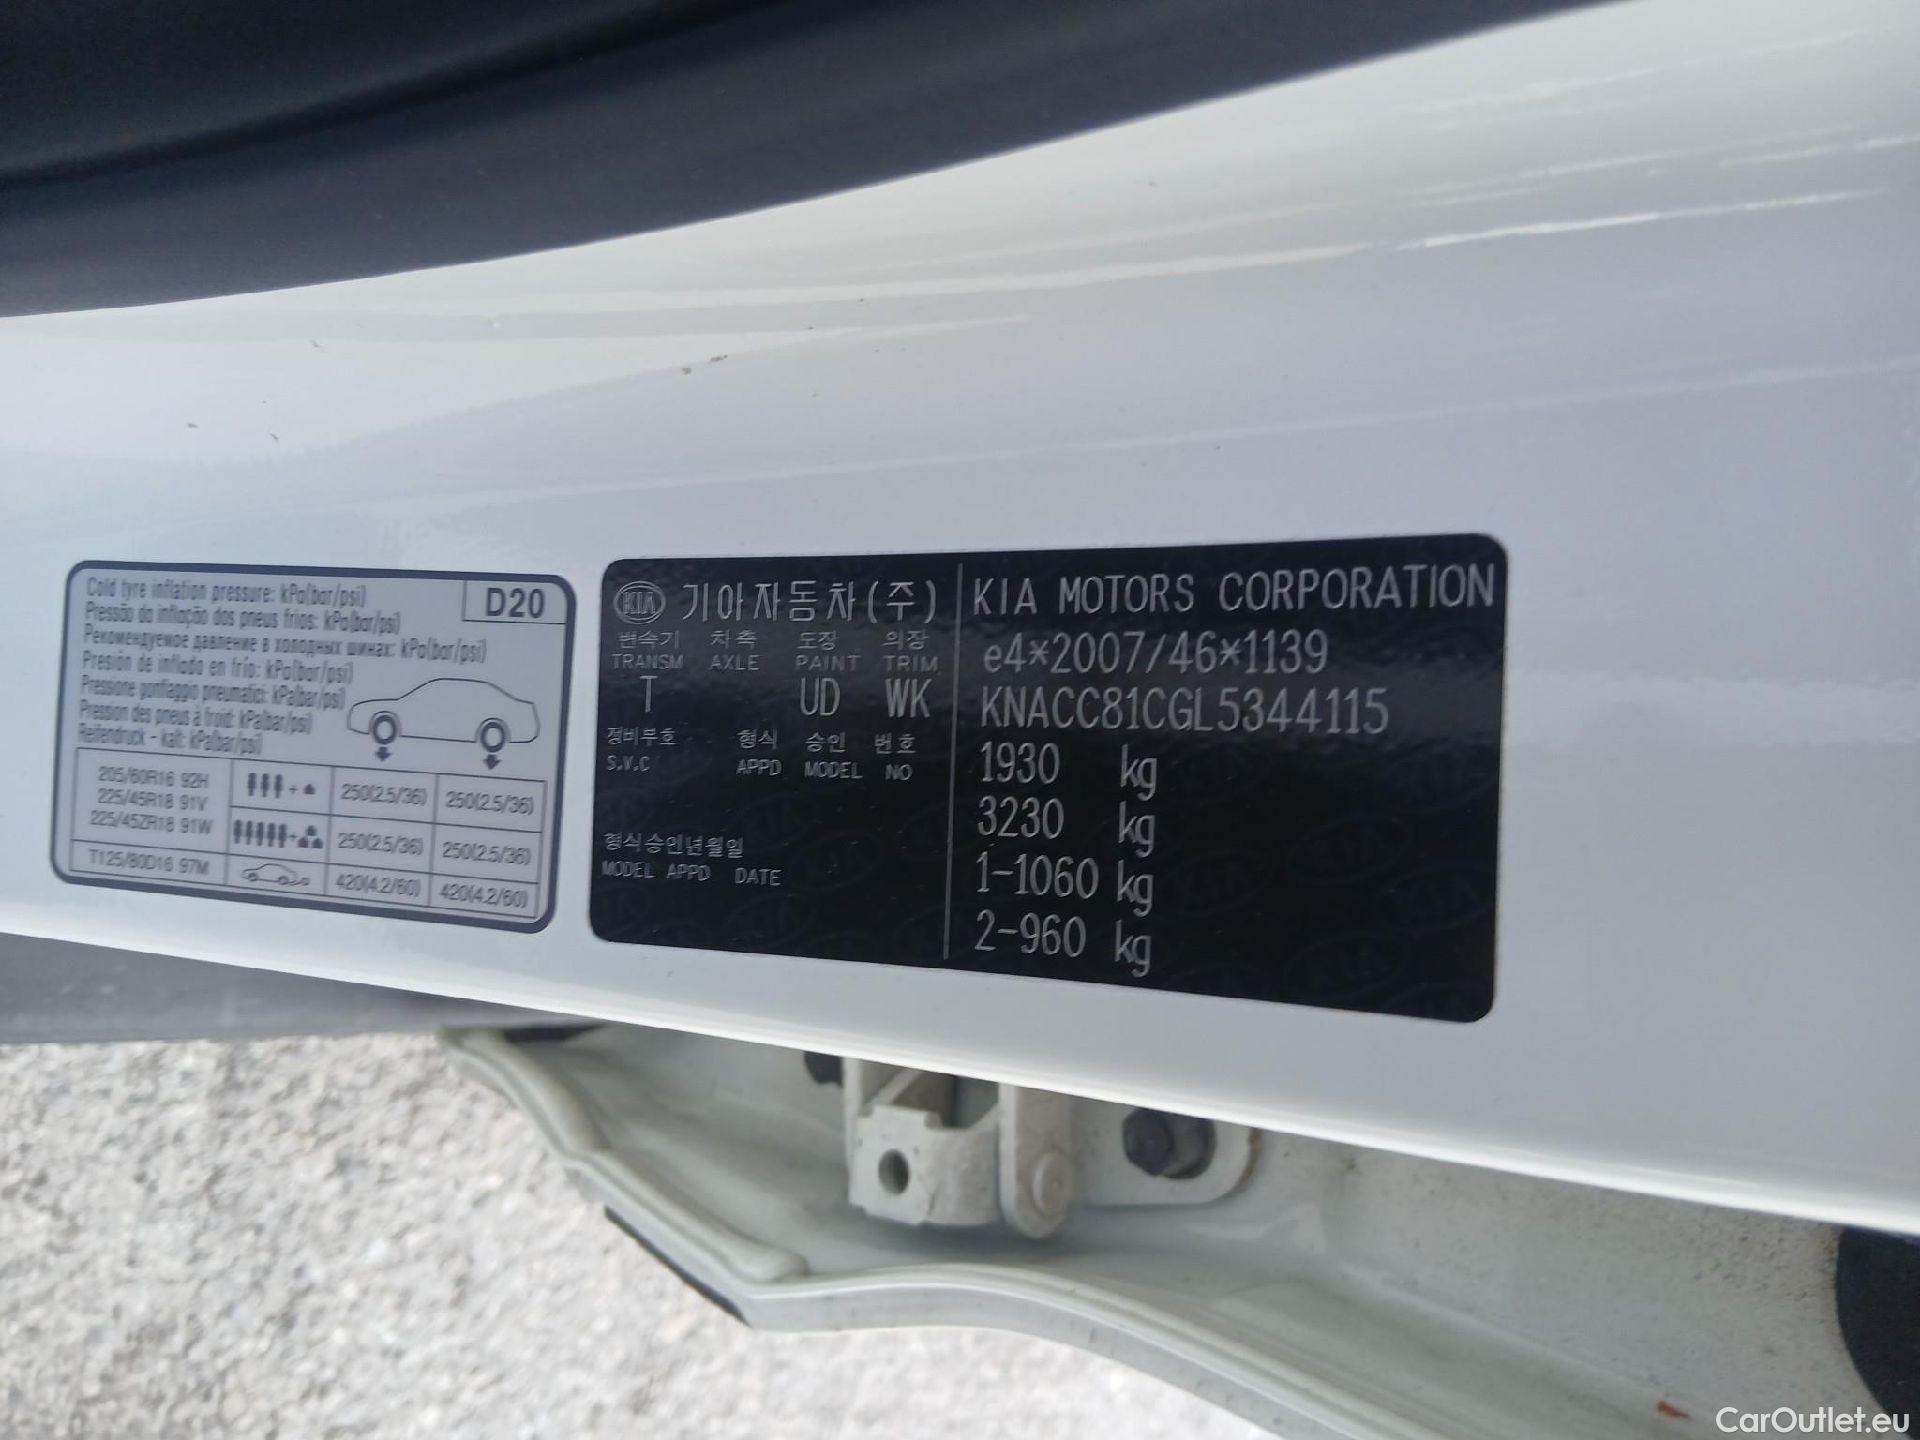 Cold tyre inflation pressure: kPa(bar/psi)
D20
Pressão da inflação dos pneus frios: kPa(bar/psi)
Рекомендуемое давление в холодных шинах: kPa(bar/psi)
Presión de inflado en frío: kPa(bar/psi)
Pressione gonfiaggio pneumatici: kPa(bar/psi)
Pression des pneus à froid: kPa(bar/psi)
Reifendruck - kalt: kPa(bar/psi)
205/60R16 92H
225/45R18 91V
225/45ZR18 91W
+ 250(2.5/36) 250(2.5/36)
+ 250(2.5/36) 250(2.5/36)
T125/80D16 97M 420(4.2/60) 420(4.2/60)
KIA 기아자동차(주)
변속기 차축 도장 의장
TRANSM AXLE PAINT TRIM
T UD WK
정비부호 형식 승인 번호
S.V.C APPD MODEL NO
형식승인년월일
MODEL APPD DATE
KIA MOTORS CORPORATION
e4*2007/46*1139
KNACC81CGL5344115
1930 kg
3230 kg
1-1060 kg
2-960 kg
CarOutlet.eu